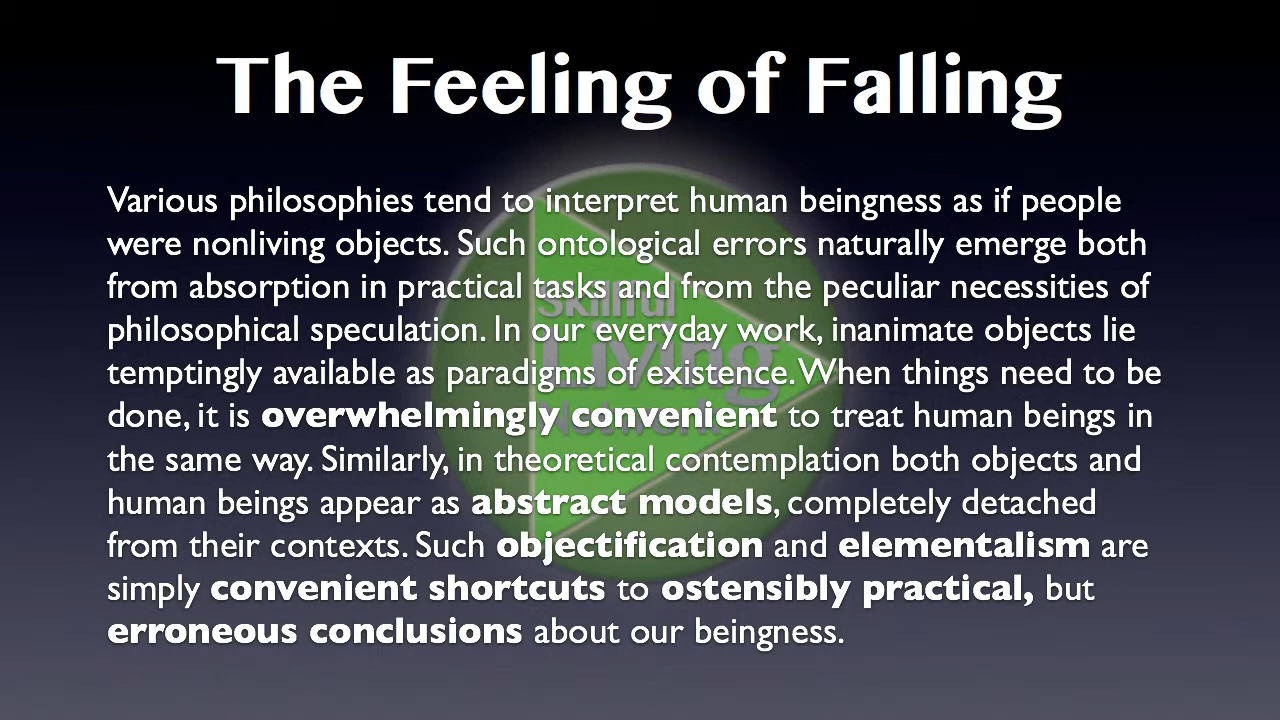 The Feeling of Falling
Various philosophies tend to interpret human beingness as if people
were nonliving objects. Such ontological errors naturally emerge both
from absorption in practical tasks and from the peculiar necessities of
philosophical speculation. In our everyday work, inanimate objects lie
temptingly available as paradigms of existence. When things need to be
done, it is overwhelmingly convenient to treat human beings in
the same way. Similarly, in theoretical contemplation both objects and
human beings appear as abstract models, completely detached
from their contexts. Such objectification and elementalism are
simply convenient shortcuts to ostensibly practical, but
erroneous conclusions about our beingness.
Skillful
Living
Network